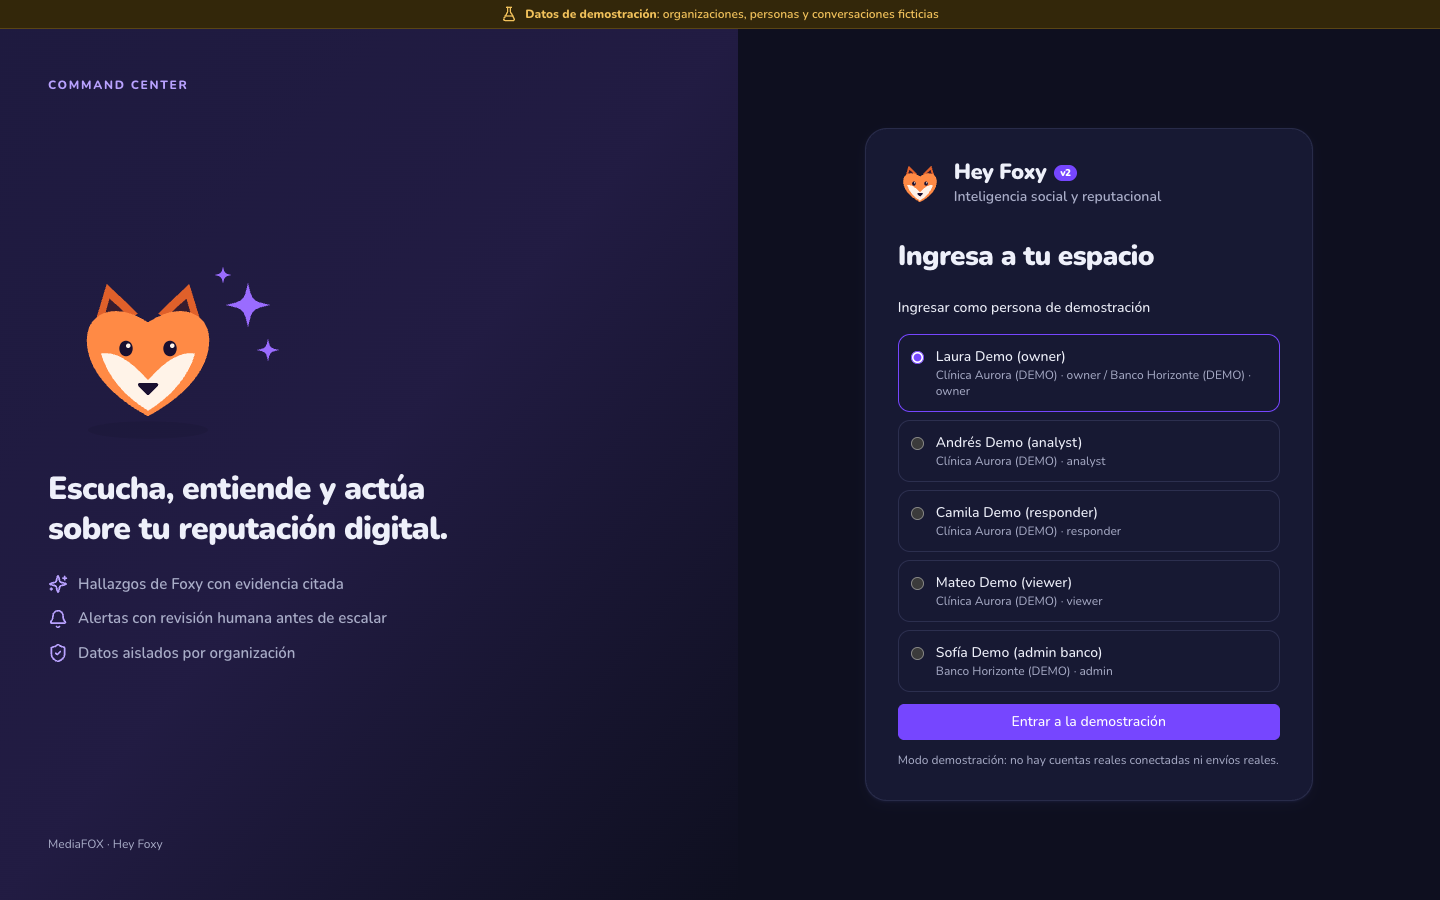 Datos de demostración: organizaciones, personas y conversaciones ficticias
COMMAND CENTER
Escucha, entiende y actúa
sobre tu reputación digital.
Hallazgos de Foxy con evidencia citada
Alertas con revisión humana antes de escalar
Datos aislados por organización
MediaFOX · Hey Foxy
Hey Foxy v2
Inteligencia social y reputacional
Ingresa a tu espacio
Ingresar como persona de demostración
Laura Demo (owner)
Clínica Aurora (DEMO) · owner / Banco Horizonte (DEMO) ·
owner
Andrés Demo (analyst)
Clínica Aurora (DEMO) · analyst
Camila Demo (responder)
Clínica Aurora (DEMO) · responder
Mateo Demo (viewer)
Clínica Aurora (DEMO) · viewer
Sofía Demo (admin banco)
Banco Horizonte (DEMO) · admin
Entrar a la demostración
Modo demostración: no hay cuentas reales conectadas ni envíos reales.